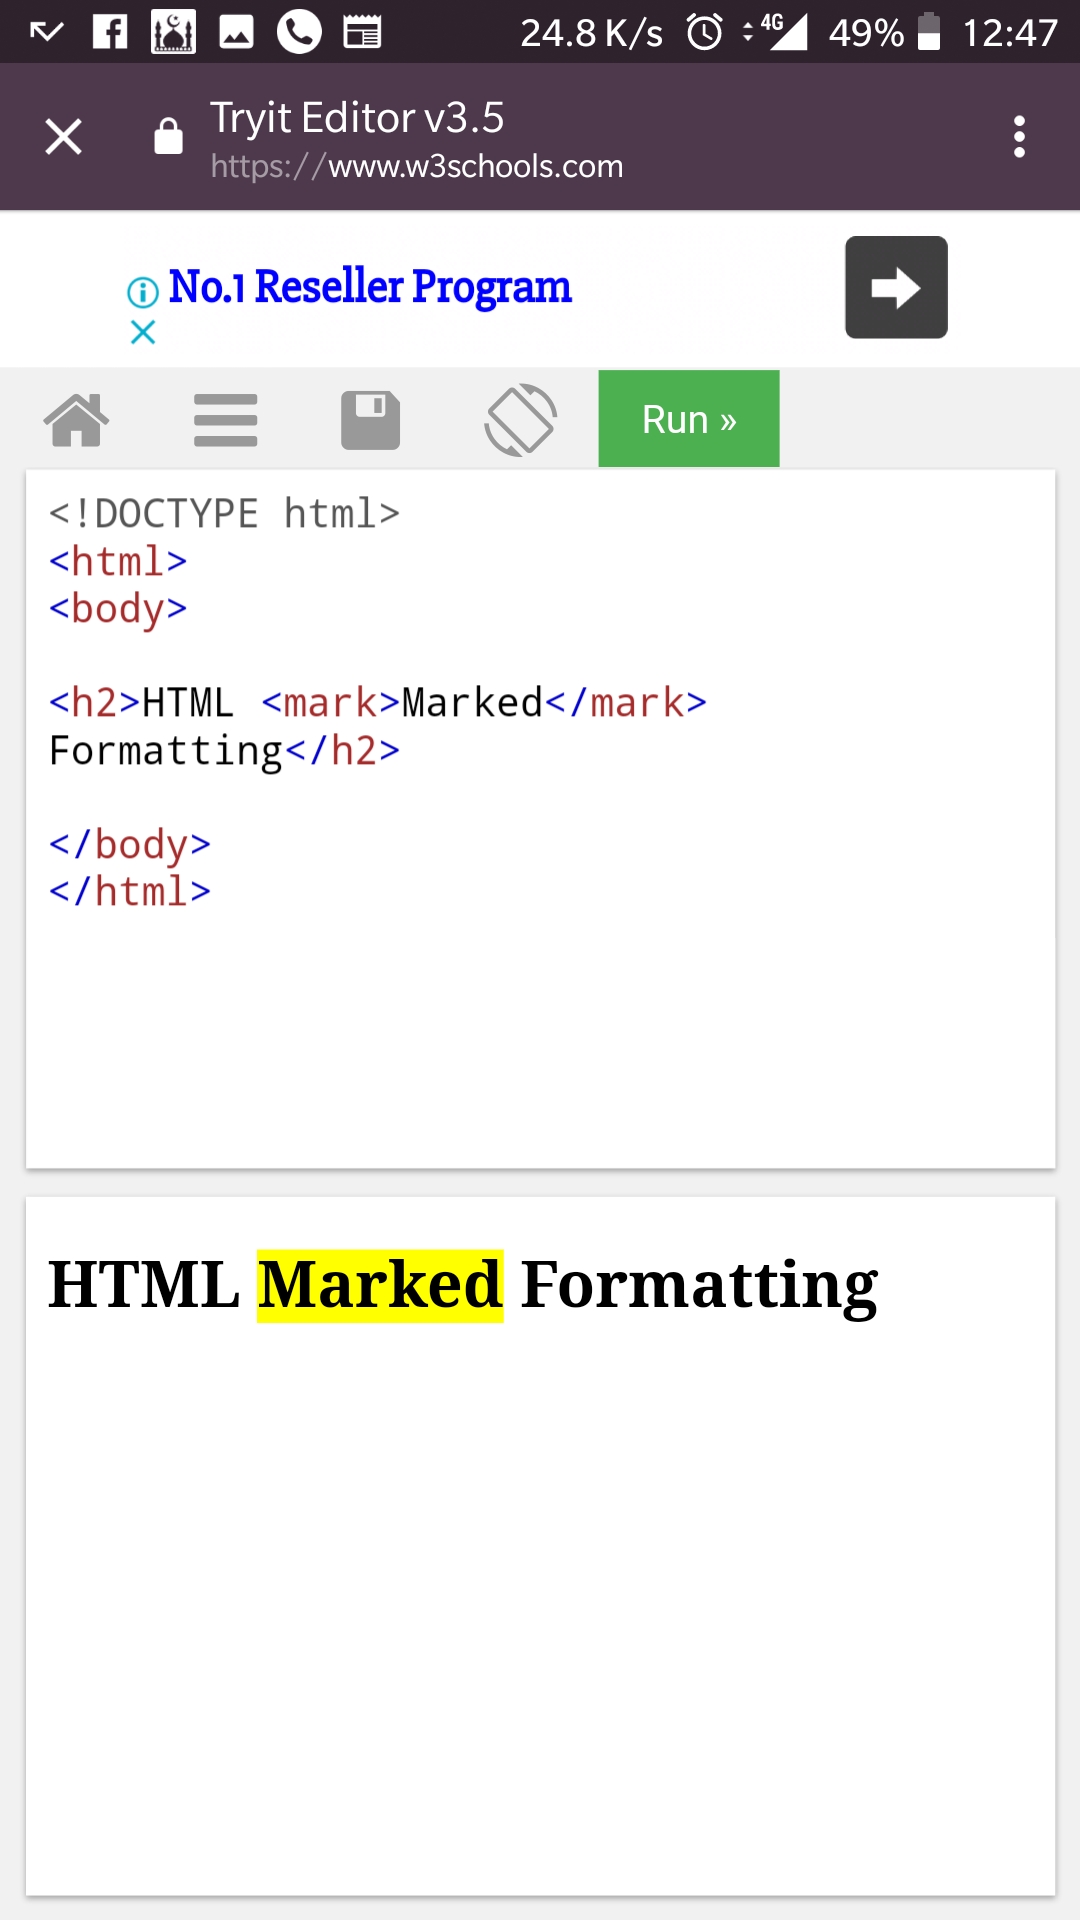 24.8 K/s 4G 49% 12:47
Tryit Editor v3.5
https://www.w3schools.com
No.1 Reseller Program
Run »
<!DOCTYPE html>
<html>
<body>
<h2>HTML <mark>Marked</mark>
Formatting</h2>
</body>
</html>
HTML Marked Formatting